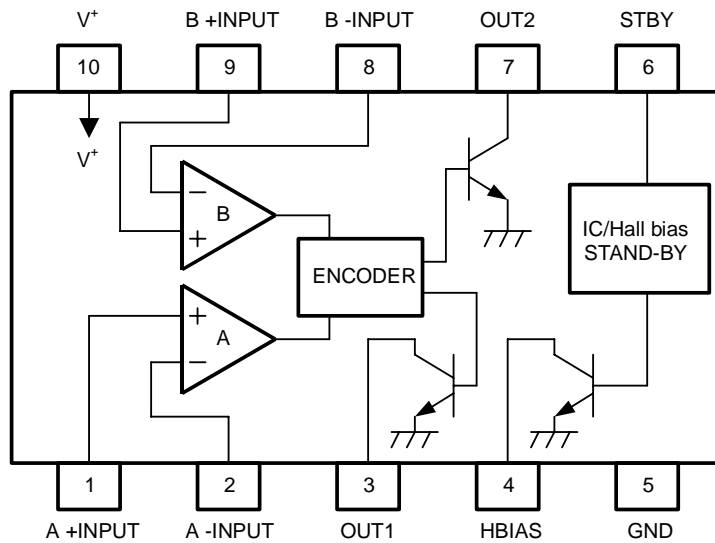 V+ B +INPUT B -INPUT OUT2 STBY
10 9 8 7 6
V+
−
B
+
IC/Hall bias
STAND-BY
ENCODER
+
A
−
1 2 3 4 5
A +INPUT A -INPUT OUT1 HBIAS GND